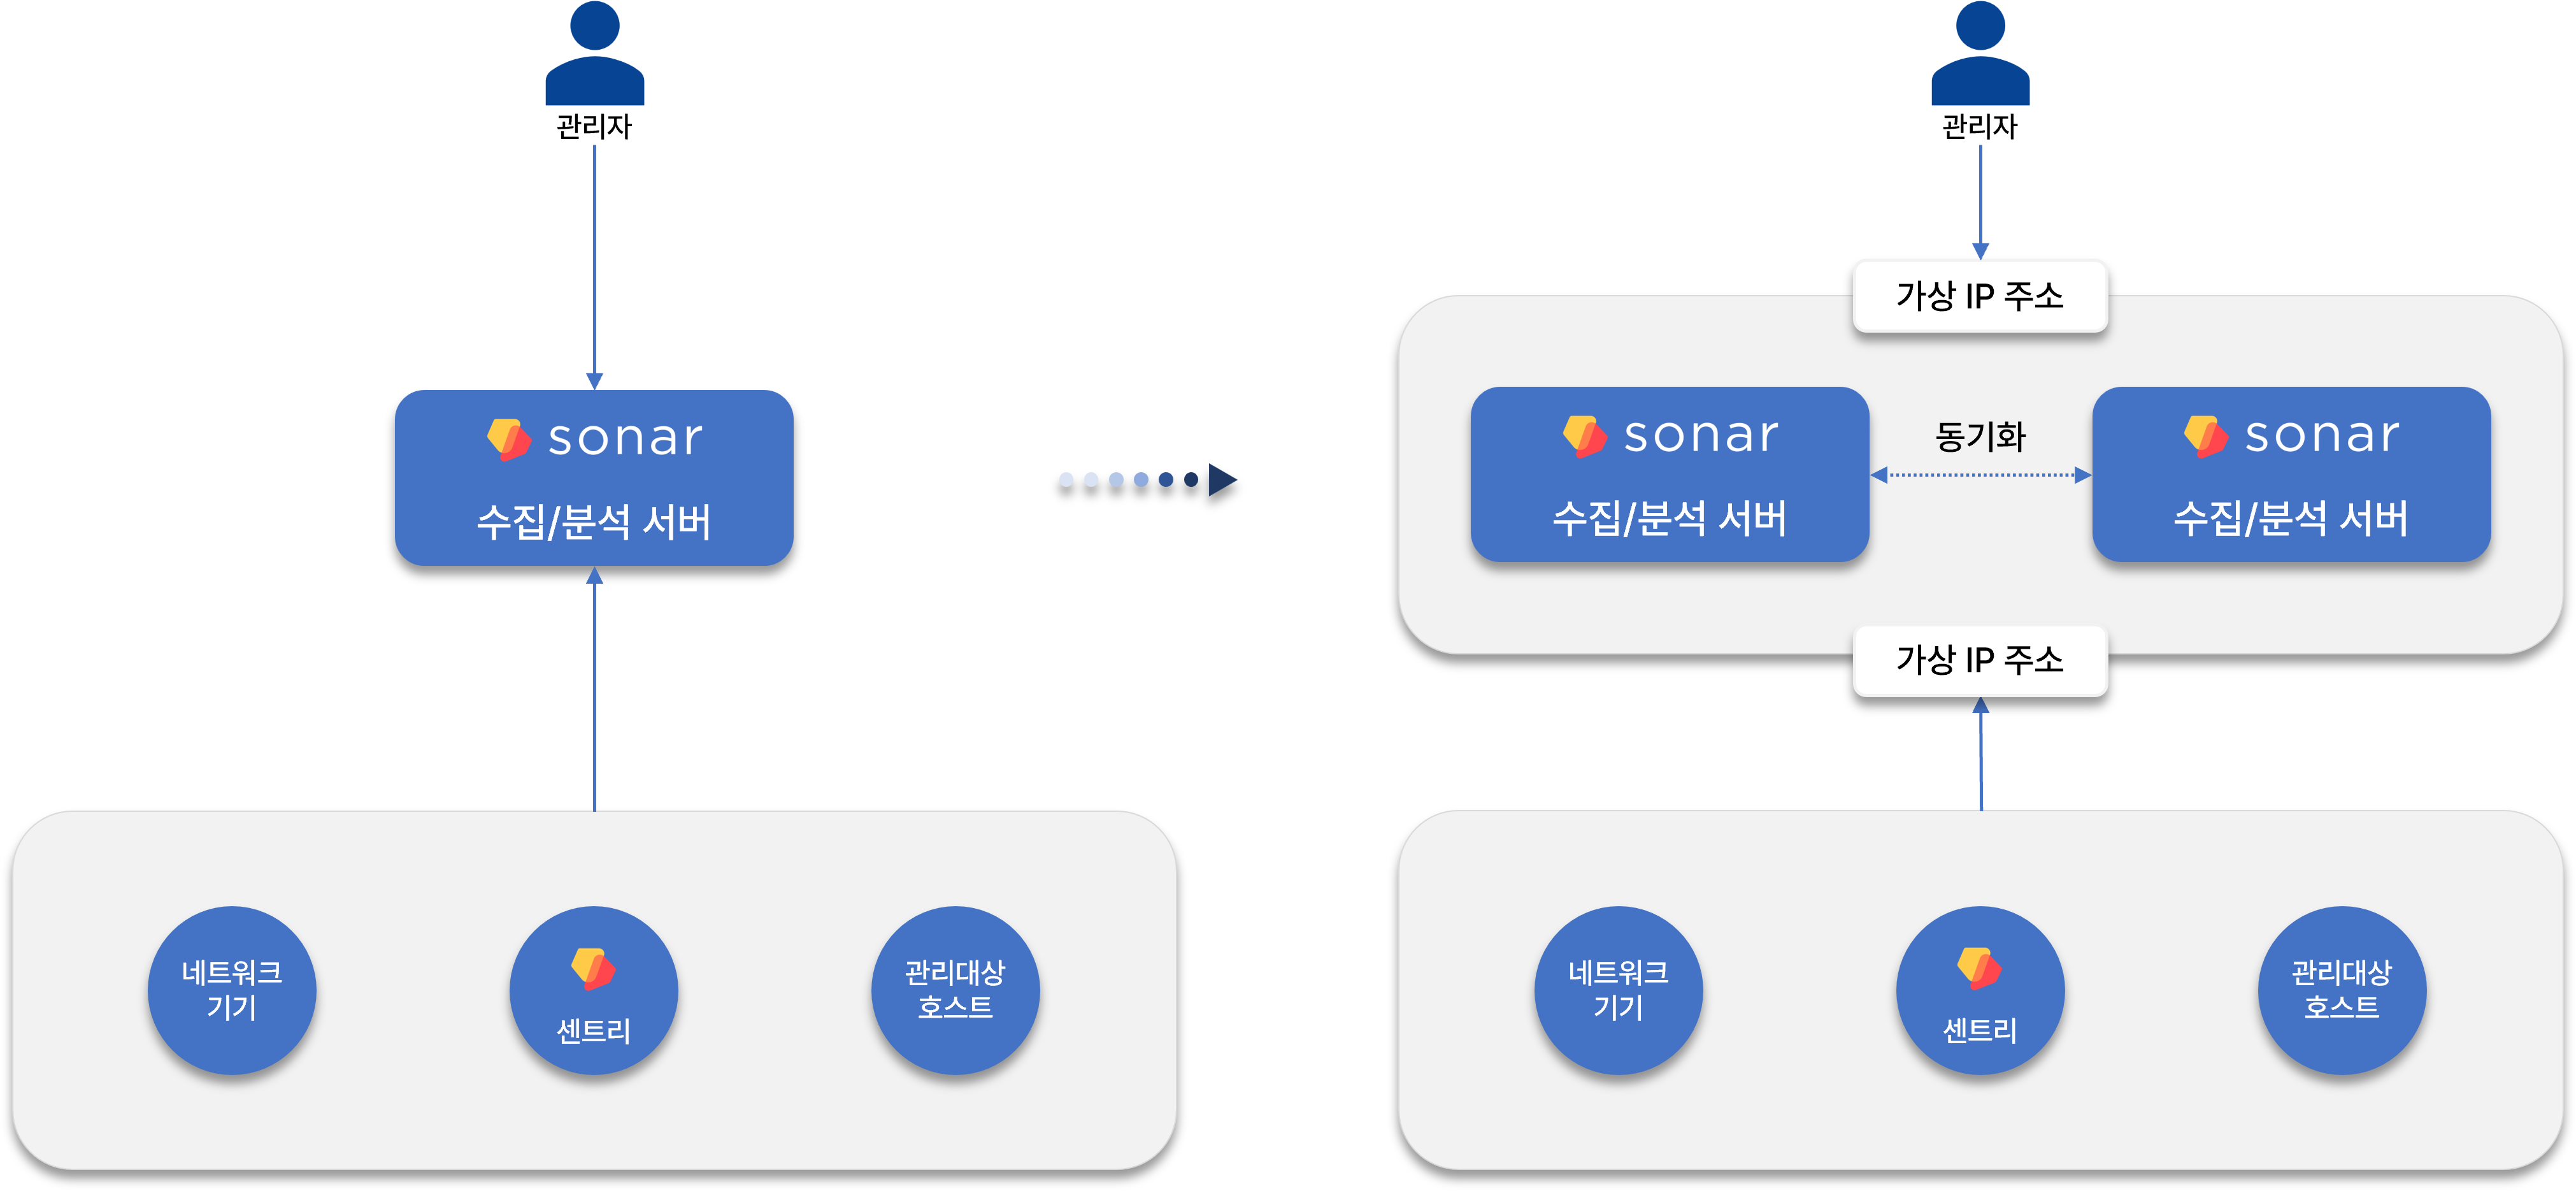 관리자
sonar
수집/분석 서버
네트워크
기기
센트리
관리대상
호스트
관리자
가상 IP 주소
sonar
수집/분석 서버
동기화
sonar
수집/분석 서버
가상 IP 주소
네트워크
기기
센트리
관리대상
호스트